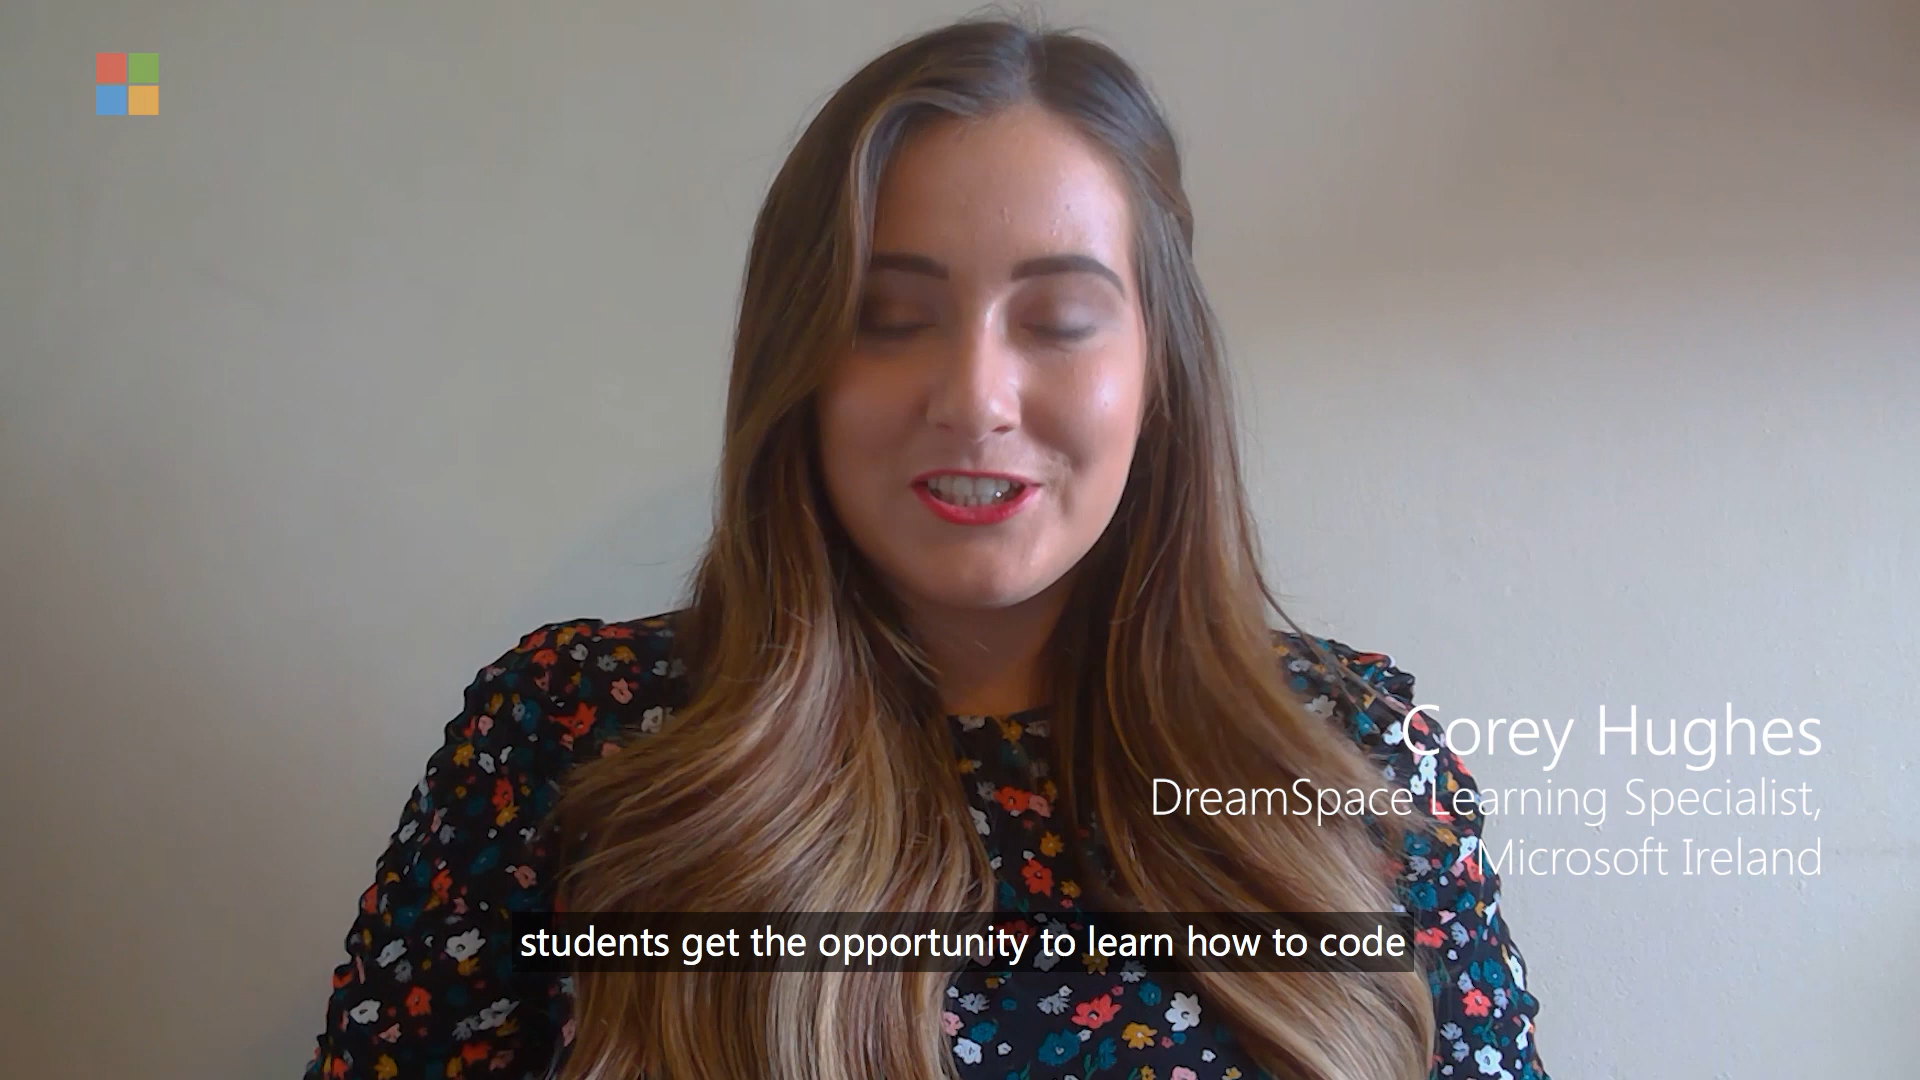 Corey Hughes
DreamSpace Learning Specialist,
Microsoft Ireland
students get the opportunity to learn how to code